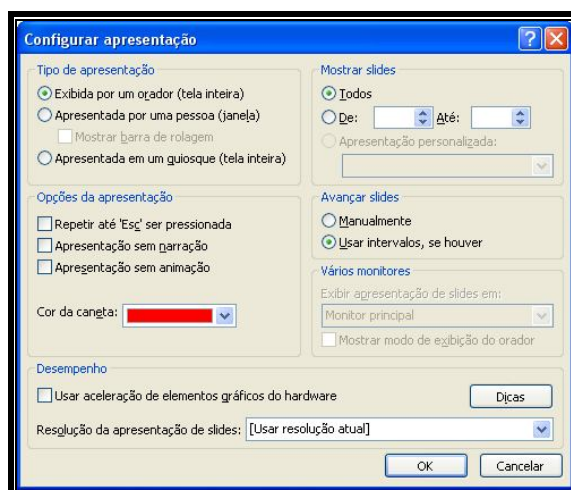 Configurar apresentação
Tipo de apresentação
Exibida por um orador (tela inteira)
Apresentada por uma pessoa (janela)
Mostrar barra de rolagem
Apresentada em um quiosque (tela inteira)
Mostrar slides
Todos
De: Até:
Apresentação personalizada:
Opções da apresentação
Repetir até 'Esc' ser pressionada
Apresentação sem narração
Apresentação sem animação
Cor da caneta:
Avançar slides
Manualmente
Usar intervalos, se houver
Vários monitores
Exibir apresentação de slides em:
Monitor principal
Mostrar modo de exibição do orador
Desempenho
Usar aceleração de elementos gráficos do hardware
Dicas
Resolução da apresentação de slides: [Usar resolução atual]
OK Cancelar